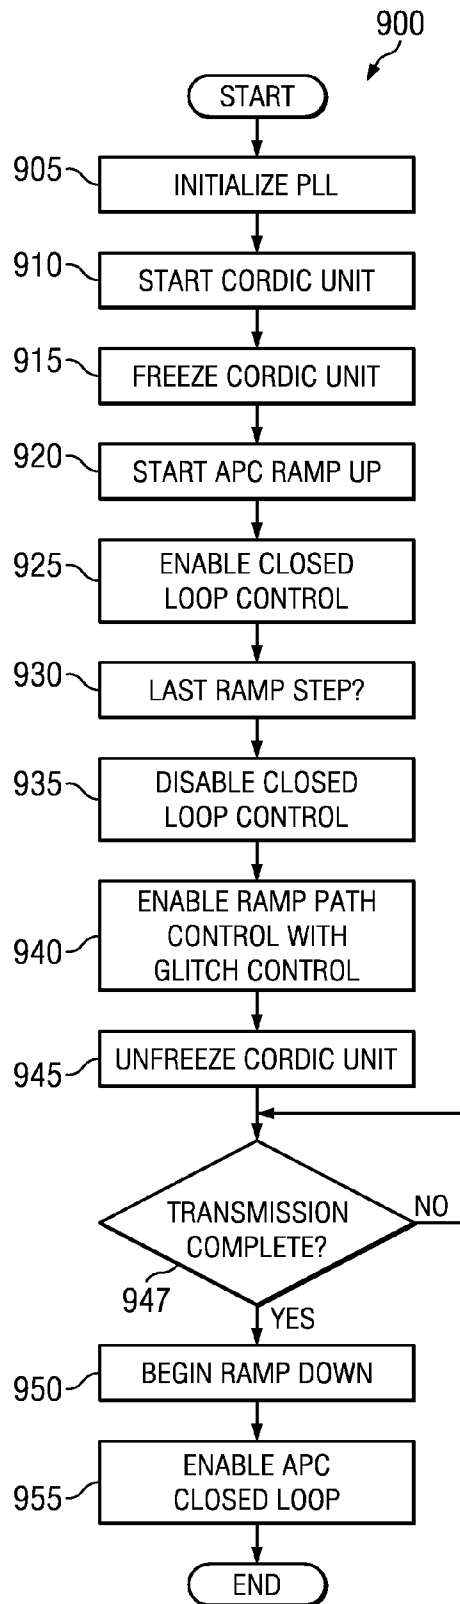 900
START
905
INITIALIZE PLL
910
START CORDIC UNIT
915
FREEZE CORDIC UNIT
920
START APC RAMP UP
925
ENABLE CLOSED
LOOP CONTROL
930
LAST RAMP STEP?
935
DISABLE CLOSED
LOOP CONTROL
940
ENABLE RAMP PATH
CONTROL WITH
GLITCH CONTROL
945
UNFREEZE CORDIC UNIT
TRANSMISSION
COMPLETE?
NO
947
YES
950
BEGIN RAMP DOWN
955
ENABLE APC
CLOSED LOOP
END